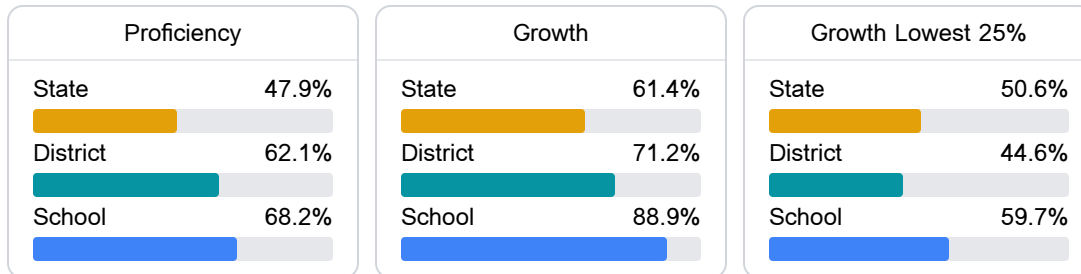 Proficiency
State 47.9%
District 62.1%
School 68.2%
Growth
State 61.4%
District 71.2%
School 88.9%
Growth Lowest 25%
State 50.6%
District 44.6%
School 59.7%